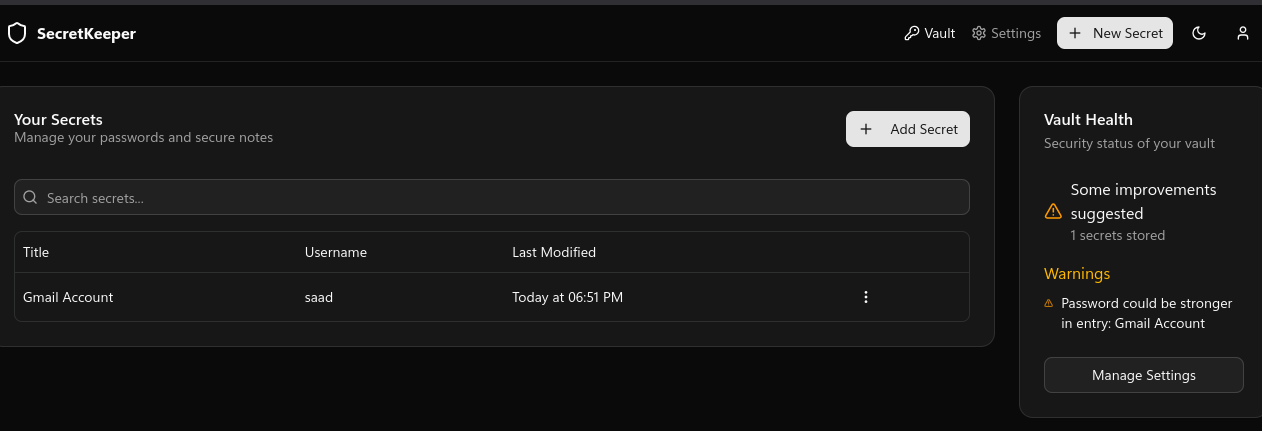 SecretKeeper
Vault
Settings
New Secret
Your Secrets
Manage your passwords and secure notes
Add Secret
Search secrets...
Title Username Last Modified
Gmail Account saad Today at 06:51 PM
Vault Health
Security status of your vault
Some improvements
suggested
1 secrets stored
Warnings
Password could be stronger
in entry: Gmail Account
Manage Settings